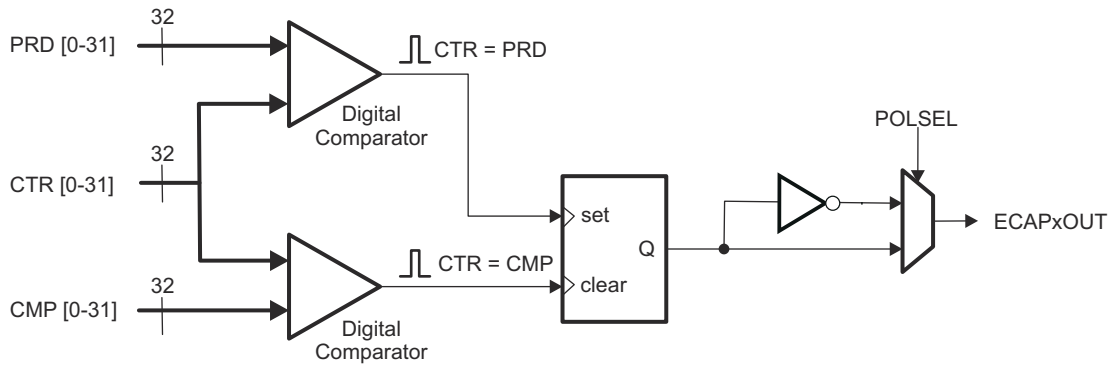 32
PRD [0-31]
CTR = PRD
Digital
Comparator
POLSEL
32
CTR [0-31]
set
ECAPxOUT
Q
CTR = CMP
clear
32
CMP [0-31]
Digital
Comparator